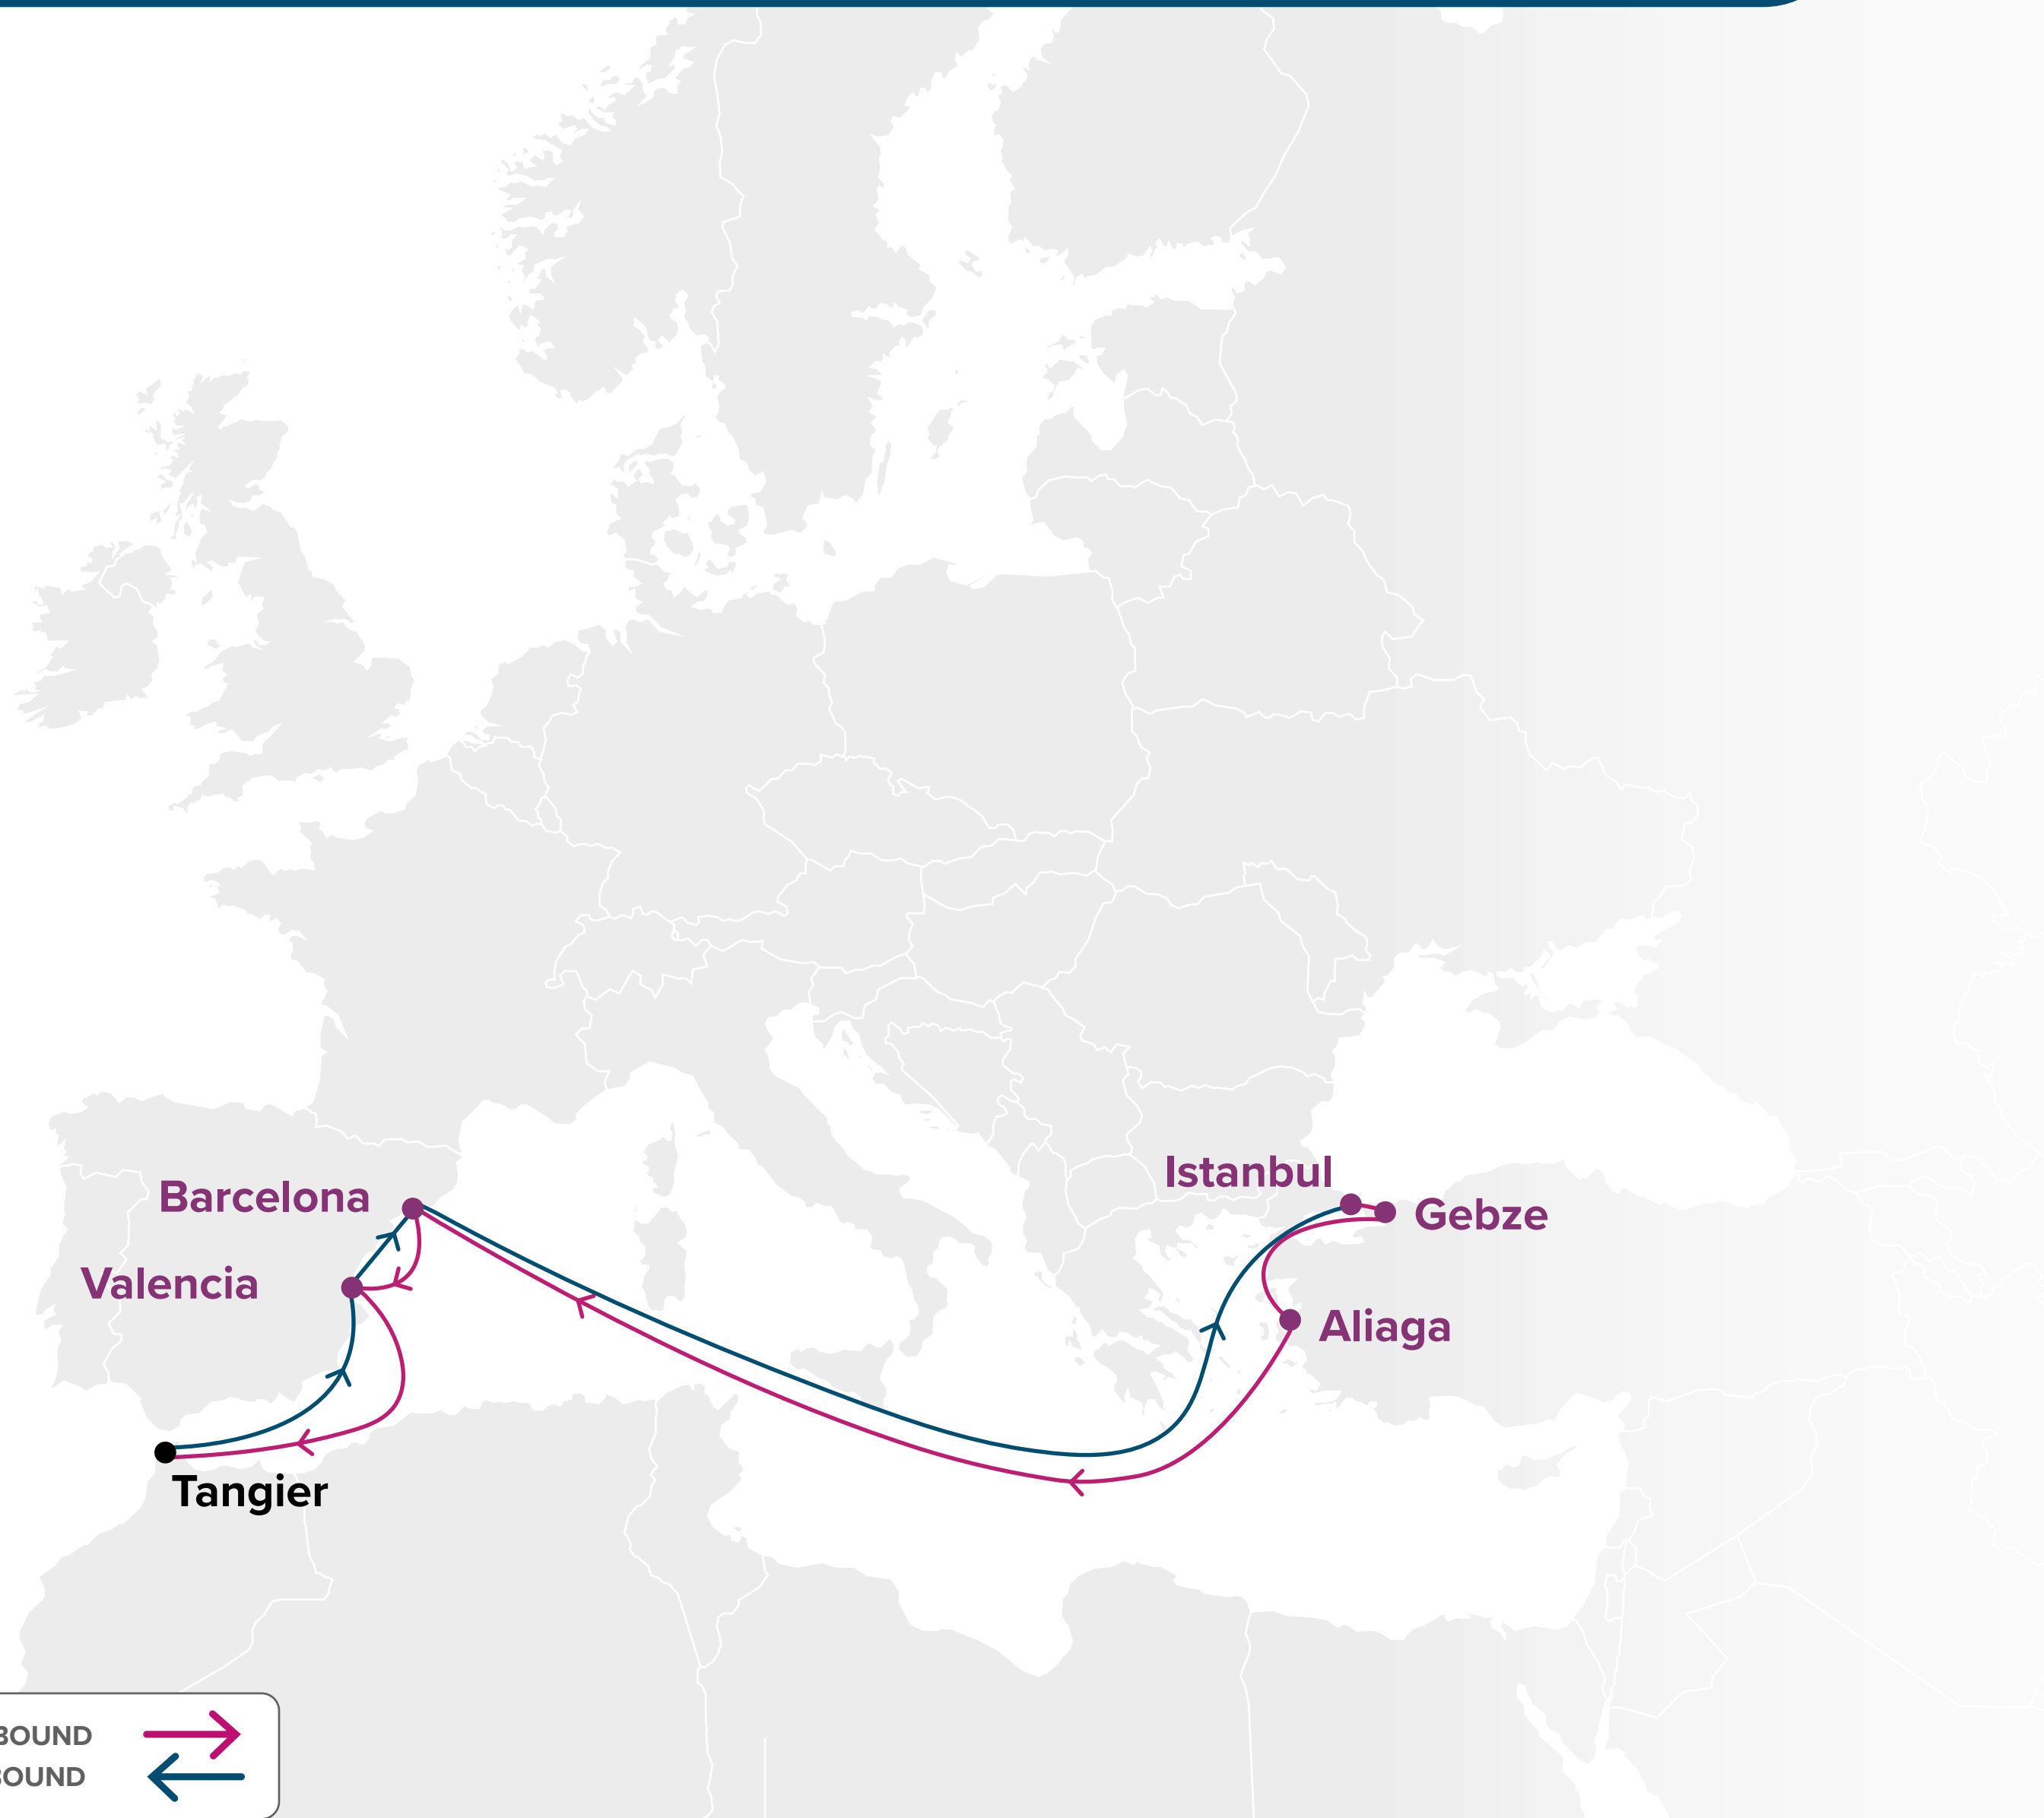 Istanbul
Barcelona
Gebze
Valencia
Aliaga
Tangier
BOUND
BOUND